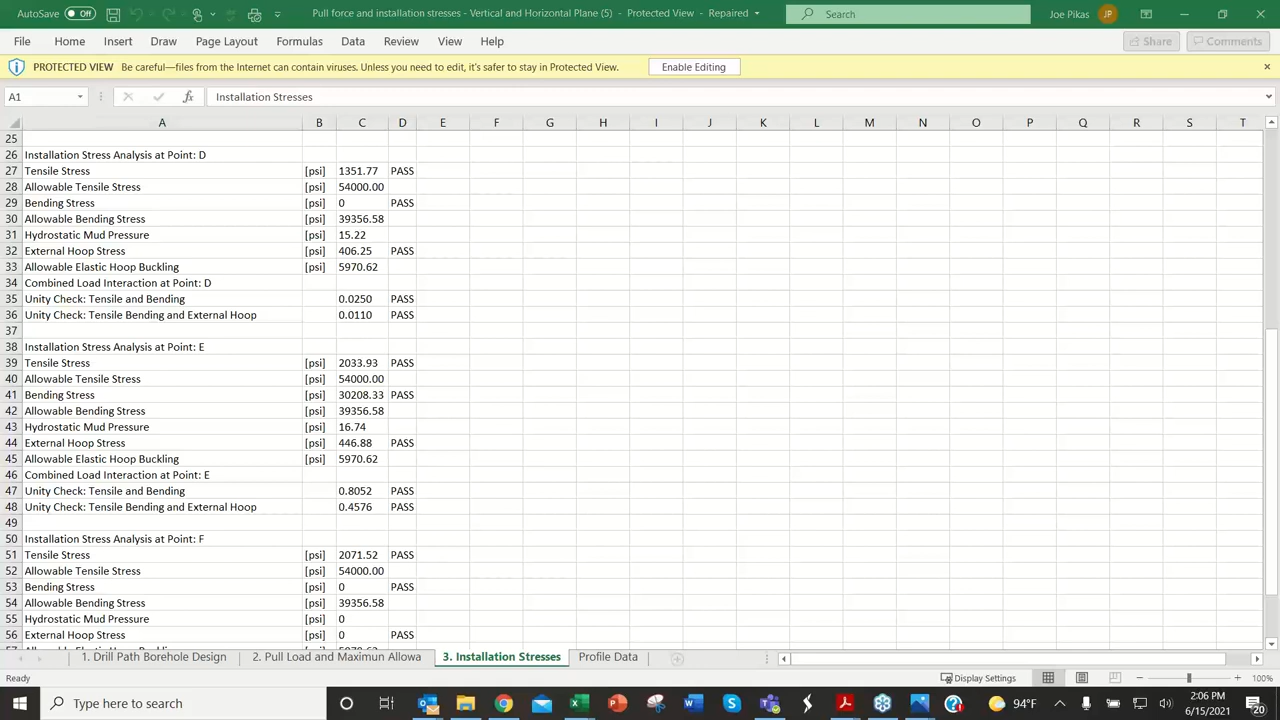 AutoSave Off Pull force and installation stresses - Vertical and Horizontal Plane (5) - Protected View - Repaired Search Joe Pikas JP
File Home Insert Draw Page Layout Formulas Data Review View Help Share Comments
PROTECTED VIEW Be careful—files from the Internet can contain viruses. Unless you need to edit, it's safer to stay in Protected View. Enable Editing
A1 fx Installation Stresses
A B C D E F G H I J K L M N O P Q R S T
25
26 Installation Stress Analysis at Point: D
27 Tensile Stress [psi] 1351.77 PASS
28 Allowable Tensile Stress [psi] 54000.00
29 Bending Stress [psi] 0 PASS
30 Allowable Bending Stress [psi] 39356.58
31 Hydrostatic Mud Pressure [psi] 15.22
32 External Hoop Stress [psi] 406.25 PASS
33 Allowable Elastic Hoop Buckling [psi] 5970.62
34 Combined Load Interaction at Point: D
35 Unity Check: Tensile and Bending 0.0250 PASS
36 Unity Check: Tensile Bending and External Hoop 0.0110 PASS
37
38 Installation Stress Analysis at Point: E
39 Tensile Stress [psi] 2033.93 PASS
40 Allowable Tensile Stress [psi] 54000.00
41 Bending Stress [psi] 30208.33 PASS
42 Allowable Bending Stress [psi] 39356.58
43 Hydrostatic Mud Pressure [psi] 16.74
44 External Hoop Stress [psi] 446.88 PASS
45 Allowable Elastic Hoop Buckling [psi] 5970.62
46 Combined Load Interaction at Point: E
47 Unity Check: Tensile and Bending 0.8052 PASS
48 Unity Check: Tensile Bending and External Hoop 0.4576 PASS
49
50 Installation Stress Analysis at Point: F
51 Tensile Stress [psi] 2071.52 PASS
52 Allowable Tensile Stress [psi] 54000.00
53 Bending Stress [psi] 0 PASS
54 Allowable Bending Stress [psi] 39356.58
55 Hydrostatic Mud Pressure [psi] 0
56 External Hoop Stress [psi] 0 PASS
1. Drill Path Borehole Design 2. Pull Load and Maximun Allowa 3. Installation Stresses Profile Data
Ready Display Settings 100%
Type here to search 94°F 2:06 PM
6/15/2021 20